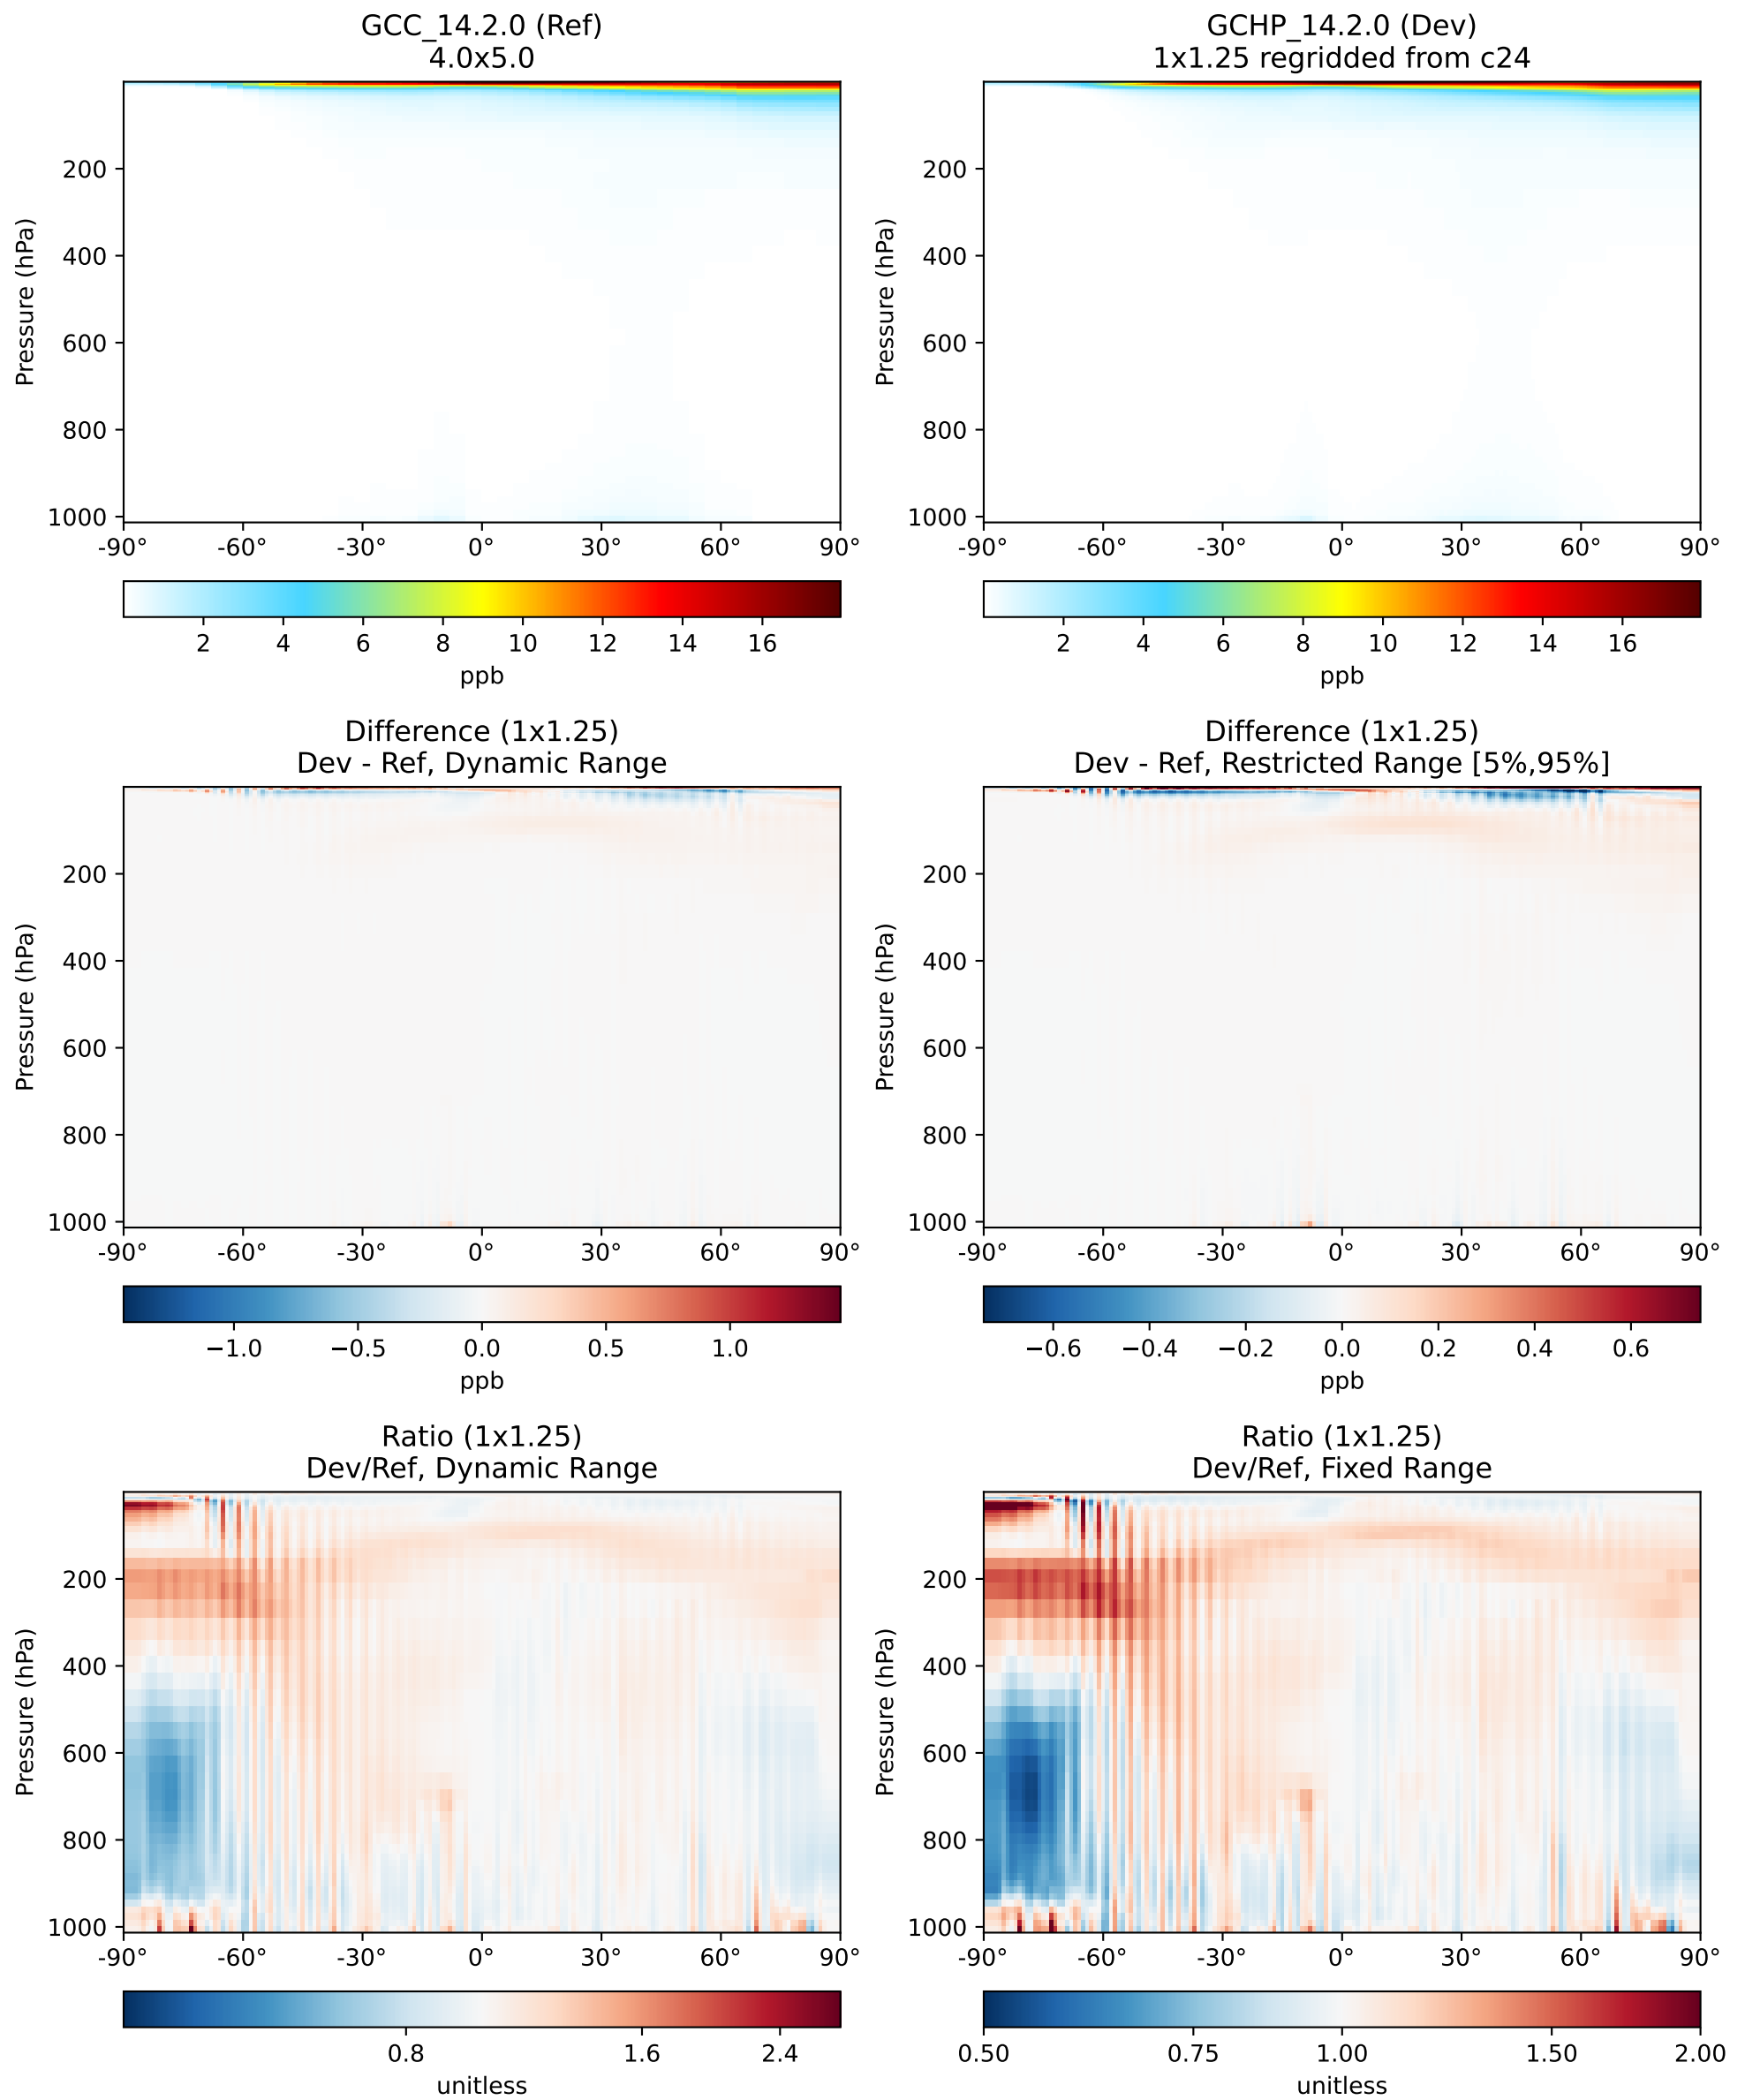 GCC_14.2.0 (Ref)
4.0x5.0
Pressure (hPa)
200
400
600
800
1000
-90° -60° -30° 0° 30° 60° 90°
2 4 6 8 10 12 14 16
ppb
GCHP_14.2.0 (Dev)
1x1.25 regridded from c24
Pressure (hPa)
200
400
600
800
1000
-90° -60° -30° 0° 30° 60° 90°
2 4 6 8 10 12 14 16
ppb
Difference (1x1.25)
Dev - Ref, Dynamic Range
Pressure (hPa)
200
400
600
800
1000
-90° -60° -30° 0° 30° 60° 90°
−1.0 −0.5 0.0 0.5 1.0
ppb
Difference (1x1.25)
Dev - Ref, Restricted Range [5%,95%]
Pressure (hPa)
200
400
600
800
1000
-90° -60° -30° 0° 30° 60° 90°
−0.6 −0.4 −0.2 0.0 0.2 0.4 0.6
ppb
Ratio (1x1.25)
Dev/Ref, Dynamic Range
Pressure (hPa)
200
400
600
800
1000
-90° -60° -30° 0° 30° 60° 90°
0.8 1.6 2.4
unitless
Ratio (1x1.25)
Dev/Ref, Fixed Range
Pressure (hPa)
200
400
600
800
1000
-90° -60° -30° 0° 30° 60° 90°
0.50 0.75 1.00 1.50 2.00
unitless